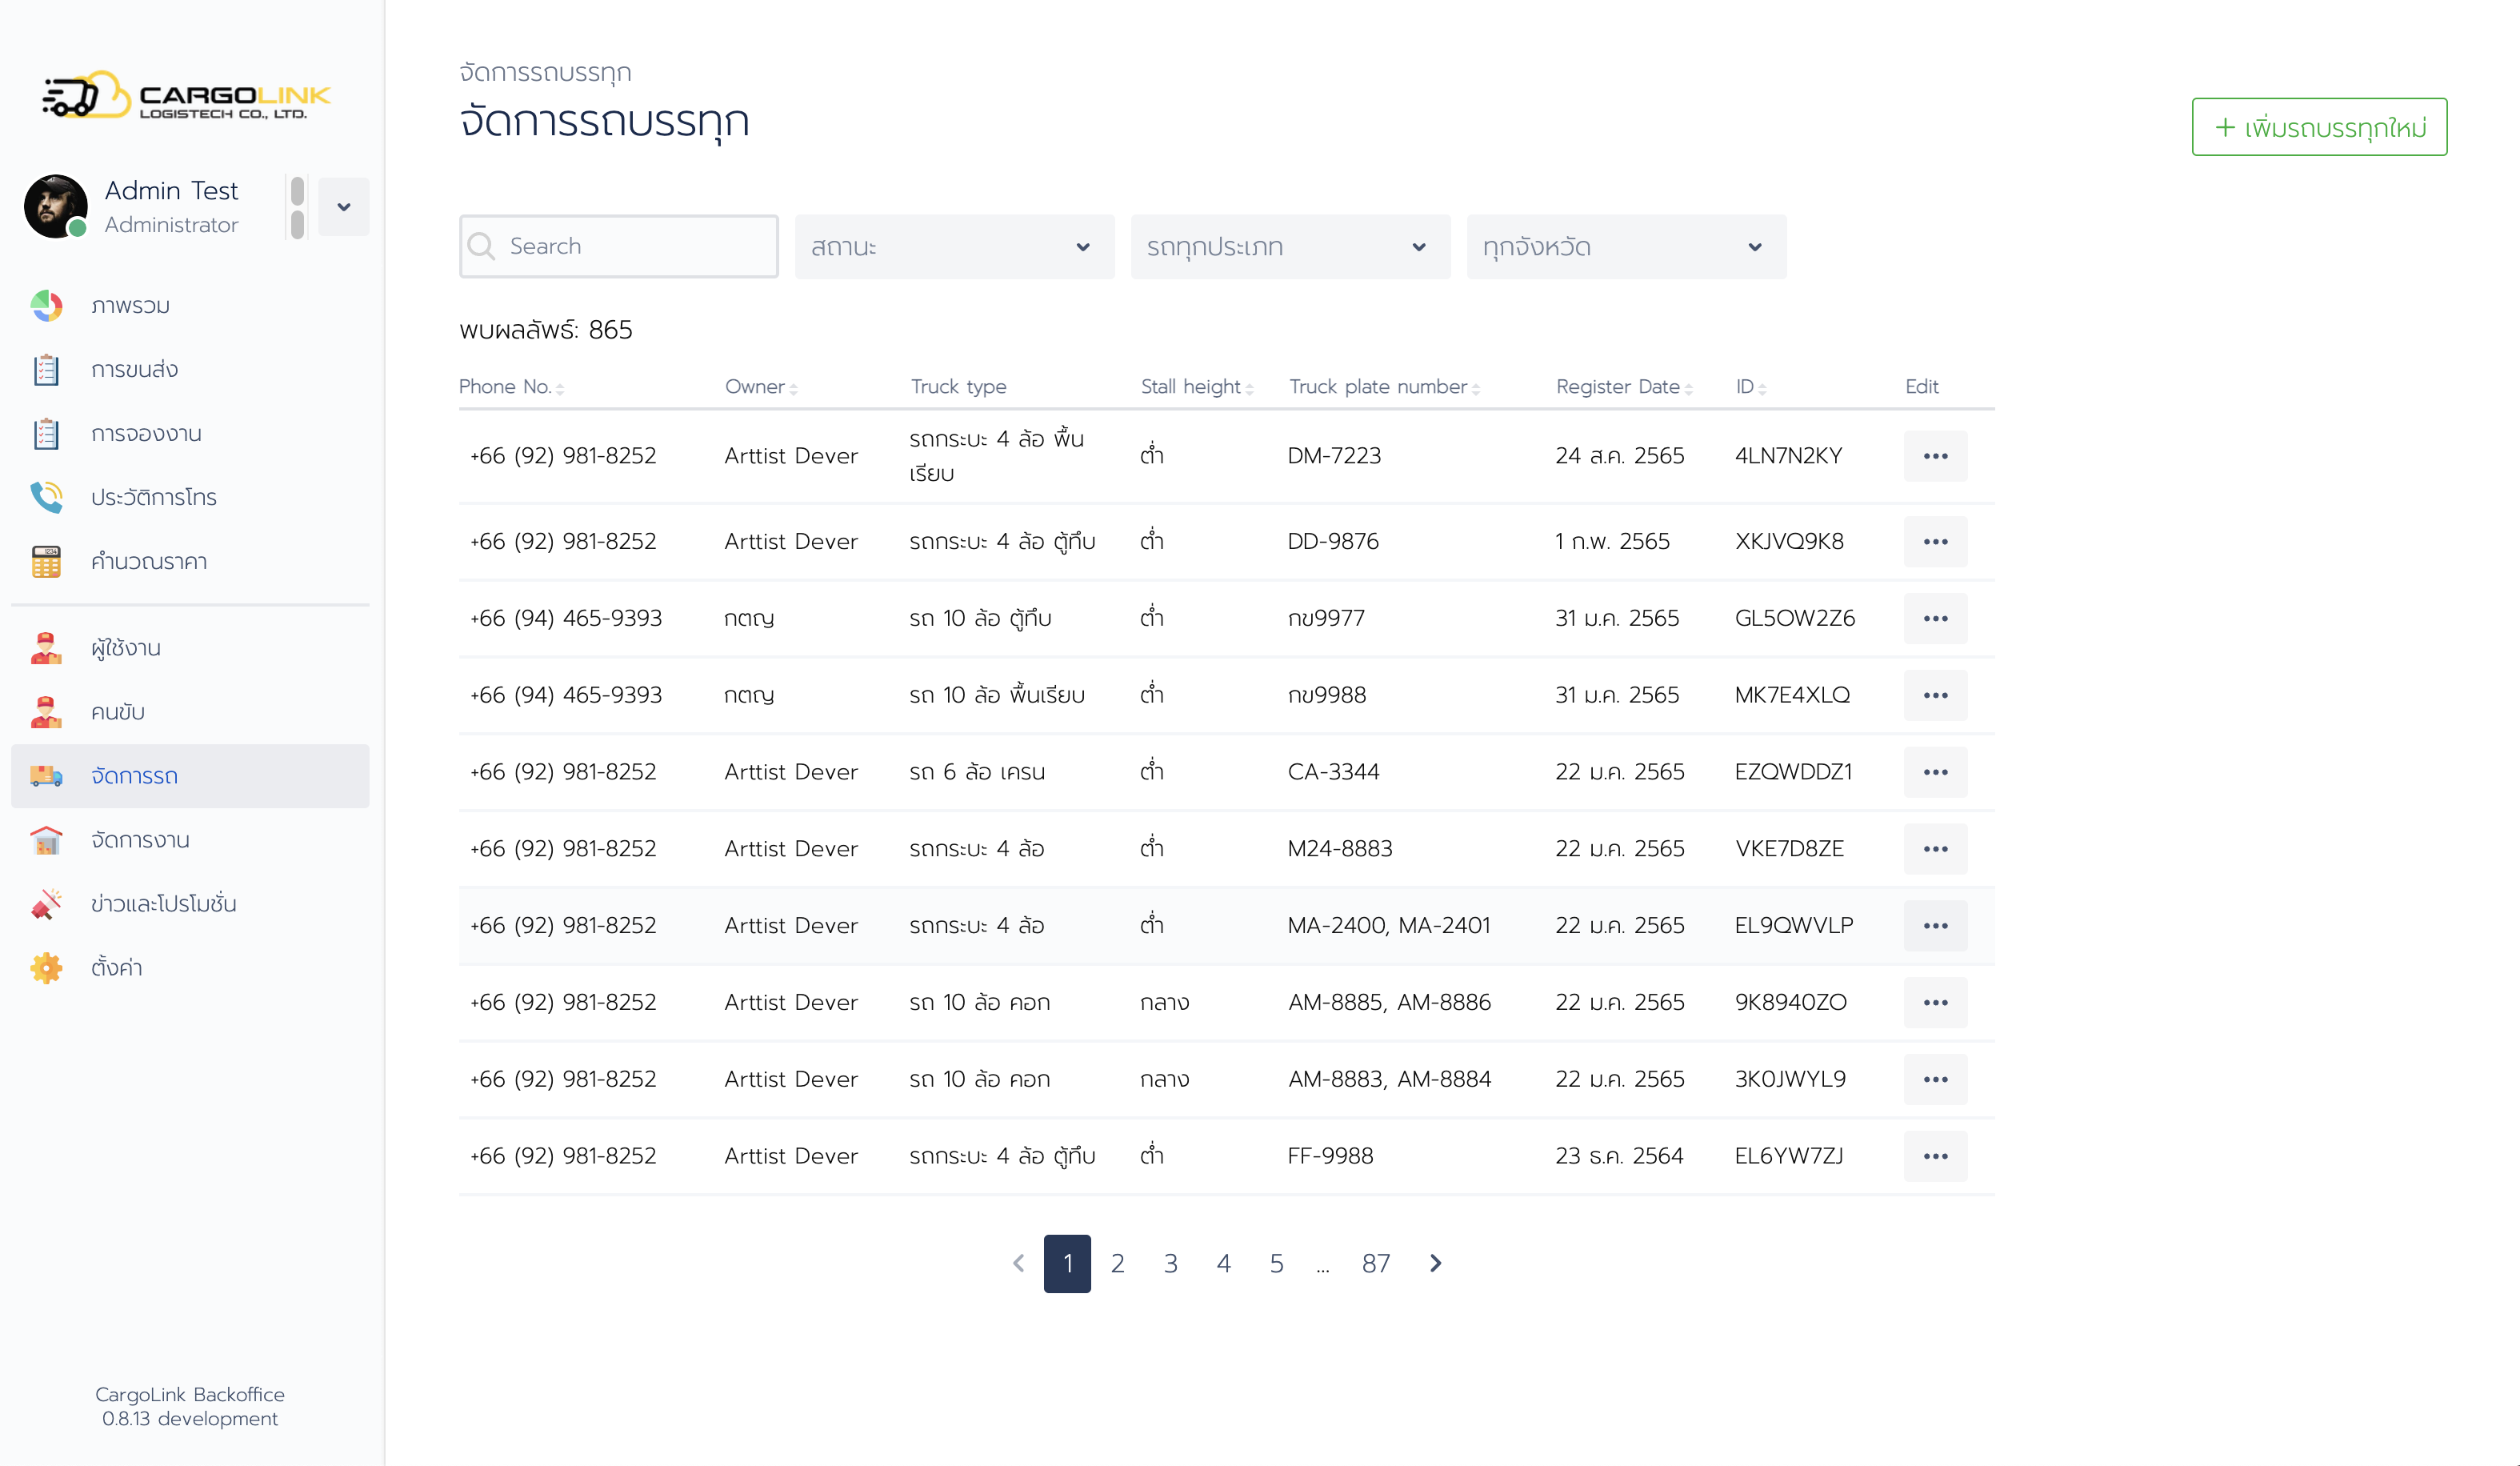 CARGOLINK
LOGISTECH CO., LTD.
Admin Test
Administrator
ภาพรวม
การขนส่ง
การจองงาน
ประวัติการโทร
คำนวณราคา
ผู้ใช้งาน
คนขับ
จัดการรถ
จัดการงาน
ข่าวและโปรโมชั่น
ตั้งค่า
CargoLink Backoffice
0.8.13 development
จัดการรถบรรทุก
จัดการรถบรรทุก
+ เพิ่มรถบรรทุกใหม่
Search สถานะ รถทุกประเภท ทุกจังหวัด
พบผลลัพธ์: 865
Phone No. Owner Truck type Stall height Truck plate number Register Date ID Edit
+66 (92) 981-8252 Arttist Dever รถกระบะ 4 ล้อ พื้นเรียบ ต่ำ DM-7223 24 ส.ค. 2565 4LN7N2KY
+66 (92) 981-8252 Arttist Dever รถกระบะ 4 ล้อ ตู้ทึบ ต่ำ DD-9876 1 ก.พ. 2565 XKJVQ9K8
+66 (94) 465-9393 กตญ รถ 10 ล้อ ตู้ทึบ ต่ำ กข9977 31 ม.ค. 2565 GL5OW2Z6
+66 (94) 465-9393 กตญ รถ 10 ล้อ พื้นเรียบ ต่ำ กข9988 31 ม.ค. 2565 MK7E4XLQ
+66 (92) 981-8252 Arttist Dever รถ 6 ล้อ เครน ต่ำ CA-3344 22 ม.ค. 2565 EZQWDDZ1
+66 (92) 981-8252 Arttist Dever รถกระบะ 4 ล้อ ต่ำ M24-8883 22 ม.ค. 2565 VKE7D8ZE
+66 (92) 981-8252 Arttist Dever รถกระบะ 4 ล้อ ต่ำ MA-2400, MA-2401 22 ม.ค. 2565 EL9QWVLP
+66 (92) 981-8252 Arttist Dever รถ 10 ล้อ คอก กลาง AM-8885, AM-8886 22 ม.ค. 2565 9K8940ZO
+66 (92) 981-8252 Arttist Dever รถ 10 ล้อ คอก กลาง AM-8883, AM-8884 22 ม.ค. 2565 3K0JWYL9
+66 (92) 981-8252 Arttist Dever รถกระบะ 4 ล้อ ตู้ทึบ ต่ำ FF-9988 23 ธ.ค. 2564 EL6YW7ZJ
1 2 3 4 5 ... 87